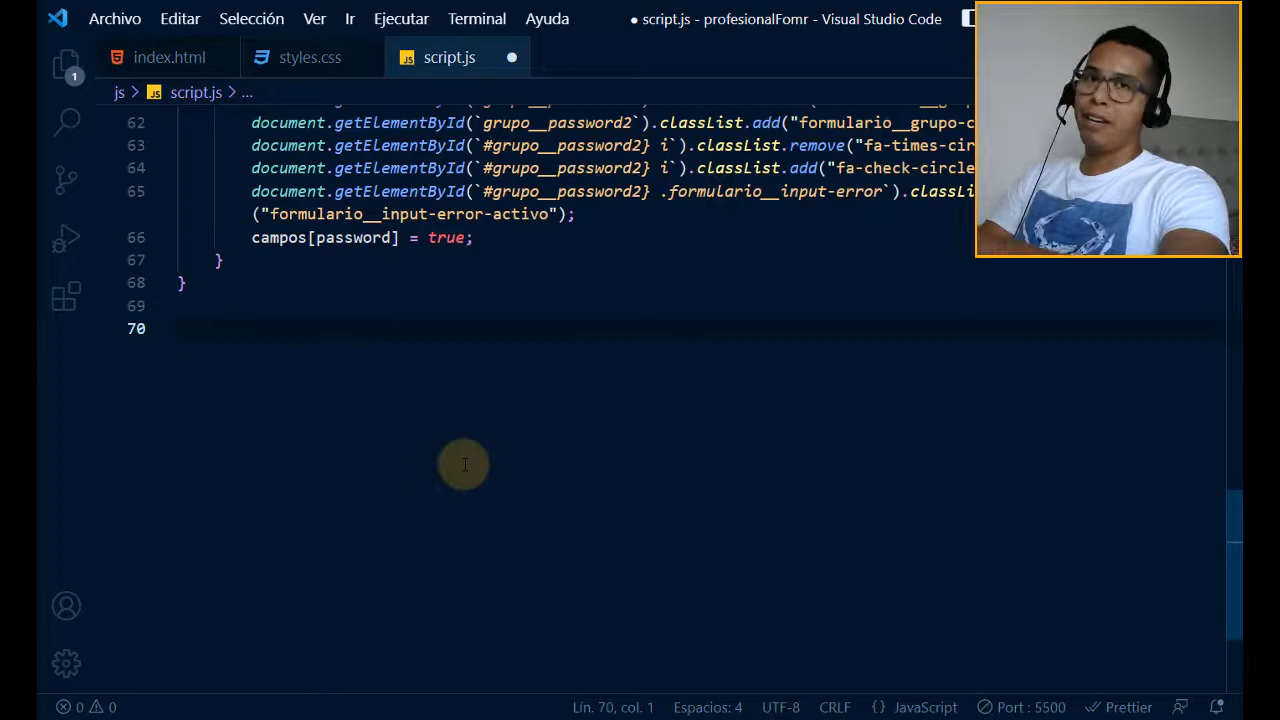 Archivo Editar Selección Ver Ir Ejecutar Terminal Ayuda
● script.js - profesionalFomr - Visual Studio Code
index.html styles.css JS script.js ●
1
js > JS script.js > ...
62 document.getElementById(`grupo__password2`).classList.add("formulario__grupo-c
63 document.getElementById(`#grupo__password2} i`).classList.remove("fa-times-cir
64 document.getElementById(`#grupo__password2} i`).classList.add("fa-check-circle
65 document.getElementById(`#grupo__password2} .formulario__input-error`).classLi
("formulario__input-error-activo");
66 campos[password] = true;
67 }
68 }
69
70
0 0 Lín. 70, col. 1 Espacios: 4 UTF-8 CRLF {} JavaScript Port : 5500 Prettier